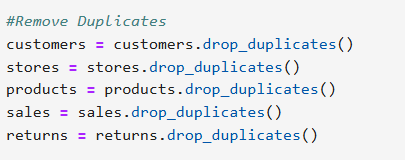 #Remove Duplicates
customers = customers.drop_duplicates()
stores = stores.drop_duplicates()
products = products.drop_duplicates()
sales = sales.drop_duplicates()
returns = returns.drop_duplicates()